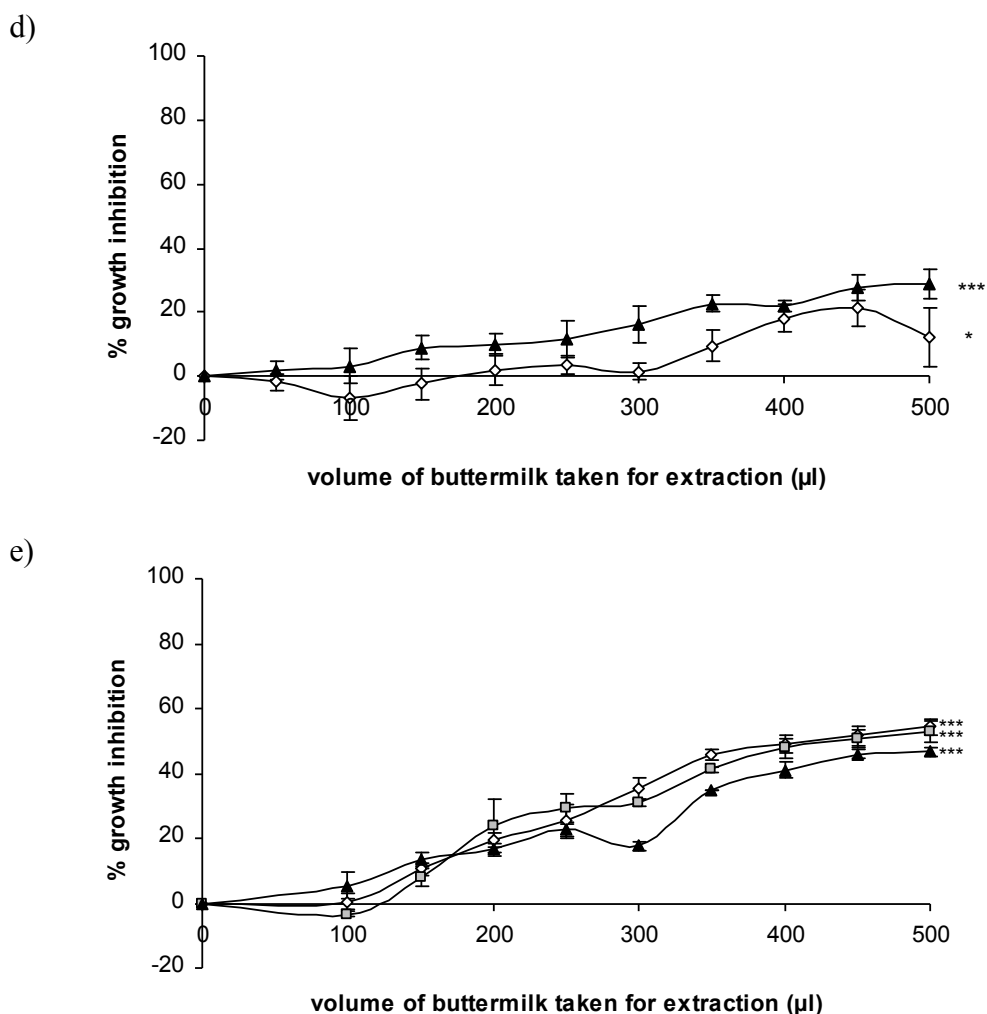 d)
100
80
60
40
20
0
-20
% growth inhibition
0 100 200 300 400 500
***
*
volume of buttermilk taken for extraction (µl)
e)
100
80
60
40
20
0
-20
% growth inhibition
0 100 200 300 400 500
***
***
***
volume of buttermilk taken for extraction (µl)